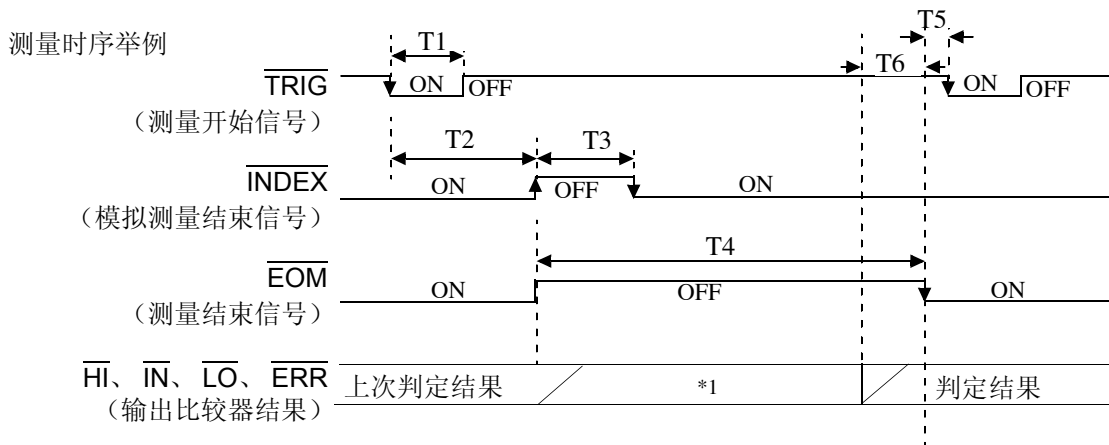 测量时序举例
T1
T5
T6
TRIG
ON
OFF
ON
OFF
（测量开始信号）
T2
T3
INDEX
ON
OFF
ON
（模拟测量结束信号）
T4
EOM
ON
OFF
ON
（测量结束信号）
HI、IN、LO、ERR
上次判定结果
*1
判定结果
（输出比较器结果）